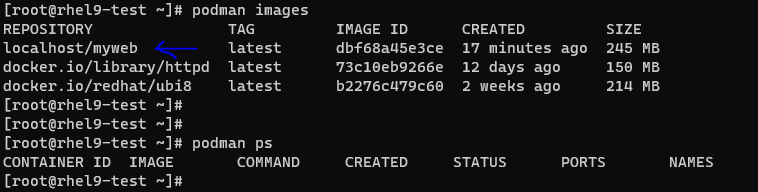 [root@rhel9-test ~]# podman images
REPOSITORY TAG IMAGE ID CREATED SIZE
localhost/myweb latest dbf68a45e3ce 17 minutes ago 245 MB
docker.io/library/httpd latest 73c10eb9266e 12 days ago 150 MB
docker.io/redhat/ubi8 latest b2276c479c60 2 weeks ago 214 MB
[root@rhel9-test ~]#
[root@rhel9-test ~]#
[root@rhel9-test ~]# podman ps
CONTAINER ID IMAGE COMMAND CREATED STATUS PORTS NAMES
[root@rhel9-test ~]#